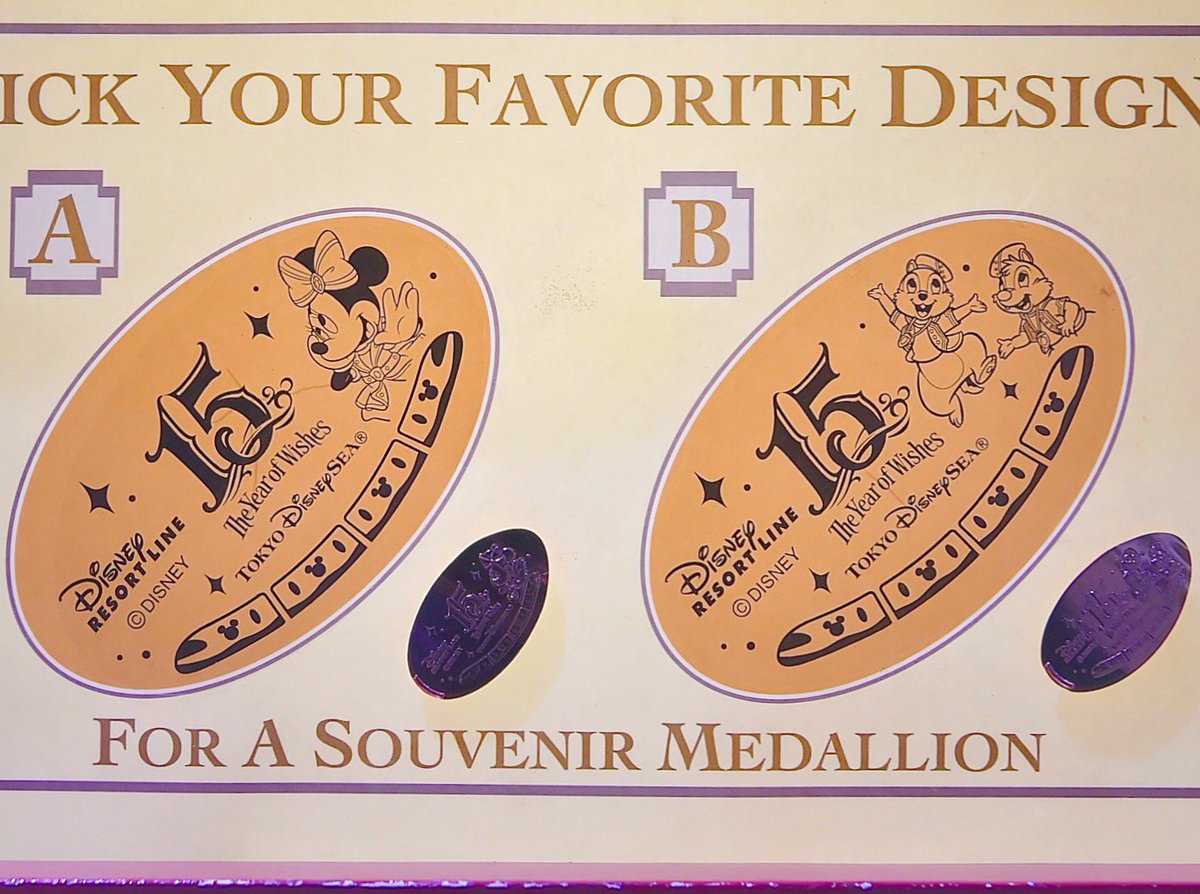 ICK YOUR FAVORITE DESIGN
A
15
The Year of Wishes
TOKYO DISNEYSEA®
DISNEY
RESORT LINE
© DISNEY
B
15
The Year of Wishes
TOKYO DISNEYSEA®
DISNEY
RESORT LINE
© DISNEY
FOR A SOUVENIR MEDALLION